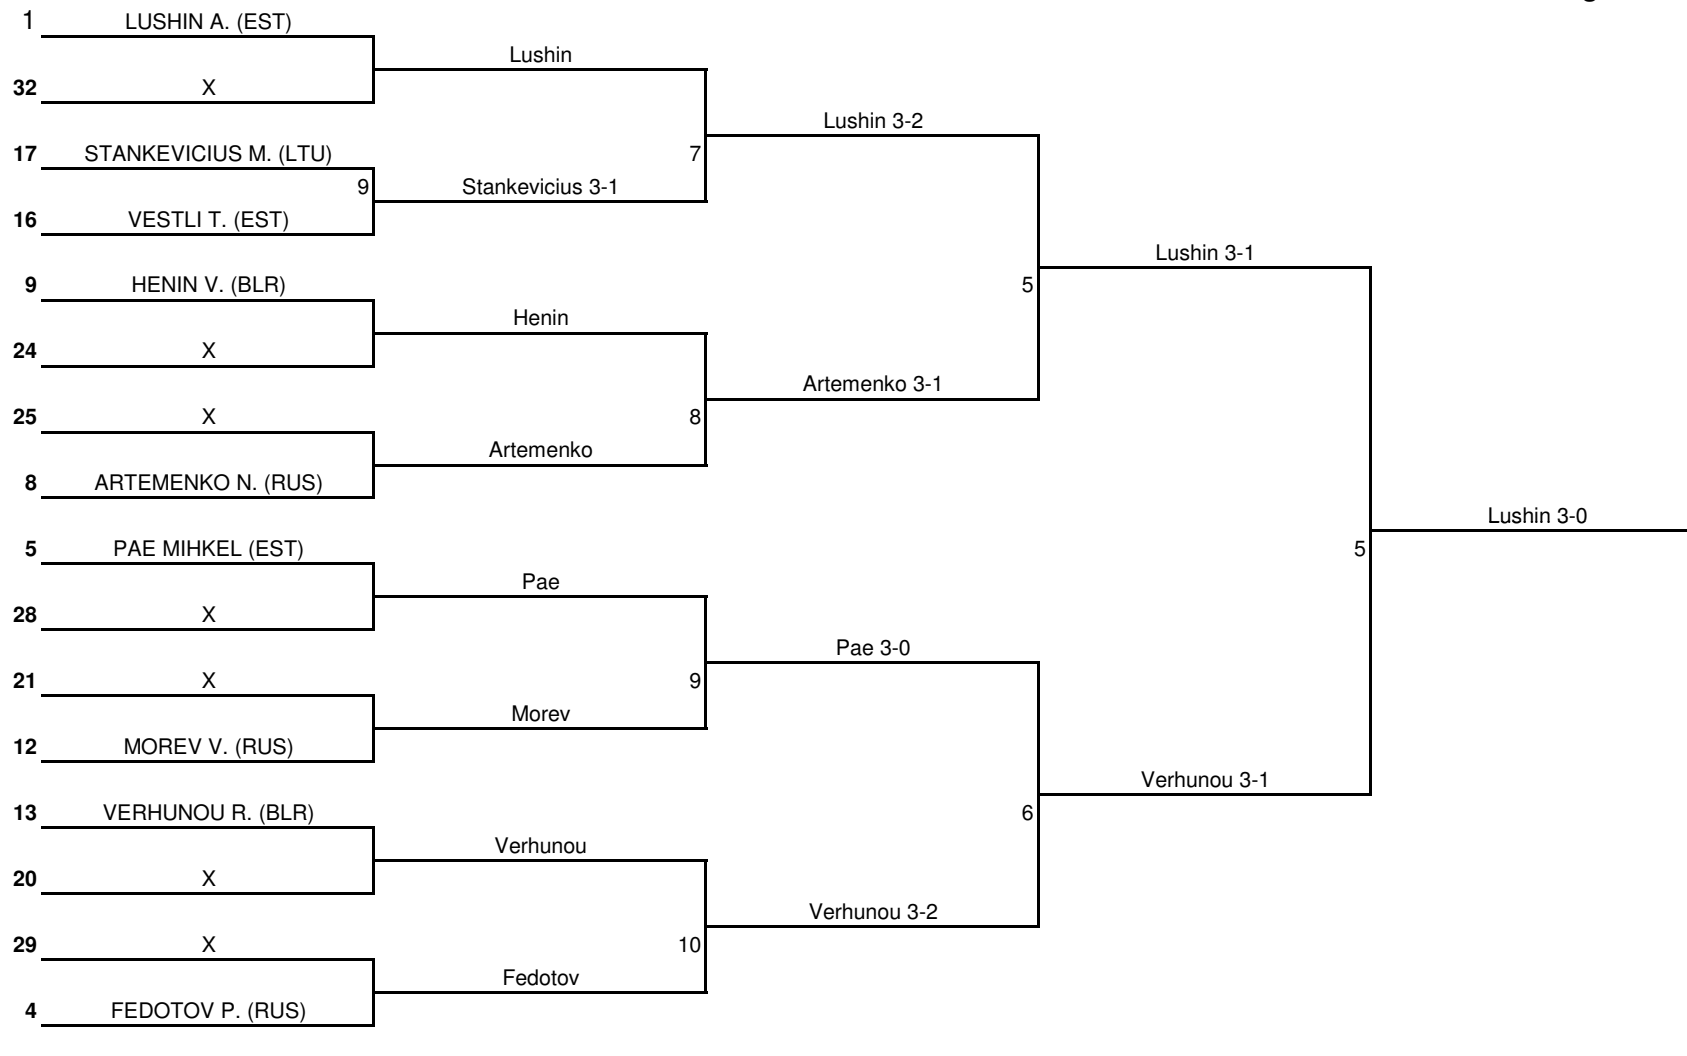 1 LUSHIN A. (EST)
Lushin
32 X
Lushin 3-2
17 STANKEVICIUS M. (LTU)
7
9 Stankevicius 3-1
16 VESTLI T. (EST)
Lushin 3-1
9 HENIN V. (BLR)
5
Henin
24 X
Artemenko 3-1
25 X
8
Artemenko
8 ARTEMENKO N. (RUS)
Lushin 3-0
5 PAE MIHKEL (EST)
5
Pae
28 X
Pae 3-0
21 X
9
Morev
12 MOREV V. (RUS)
Verhunou 3-1
13 VERHUNOU R. (BLR)
6
Verhunou
20 X
Verhunou 3-2
29 X
10
Fedotov
4 FEDOTOV P. (RUS)